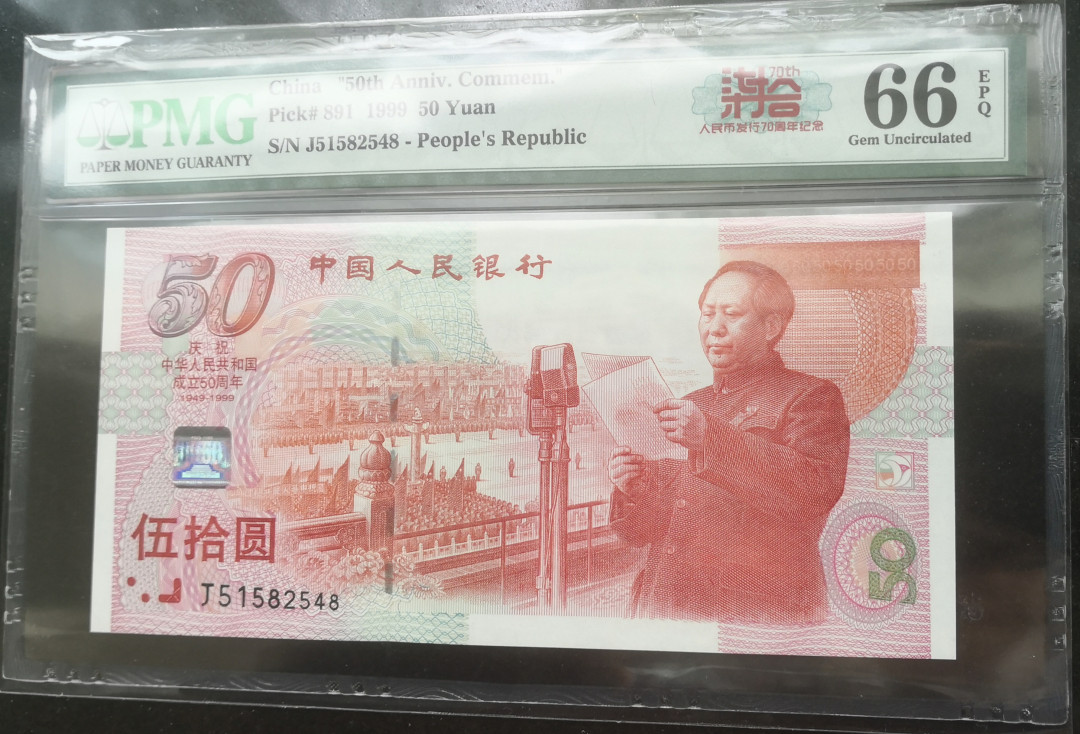 China "50th Anniv. Commem."
PMG
Pick# 891 1999 50 Yuan
PAPER MONEY GUARANTY
S/N J51582548 - People's Republic
70th
柒拾
人民币发行70周年纪念
66
EPQ
Gem Uncirculated
50
中国人民银行
庆祝
中华人民共和国
成立50周年
1949-1999
伍拾圆
J51582548
50505050
50